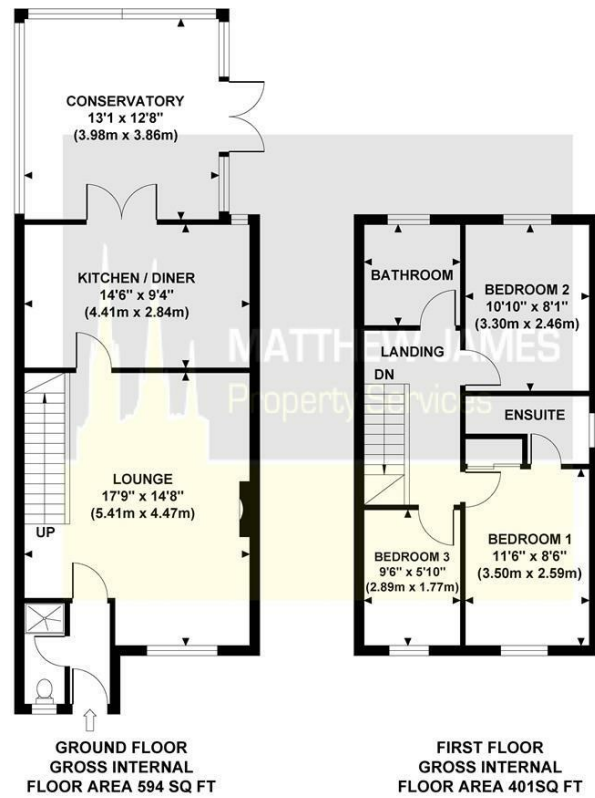 CONSERVATORY
13'1 x 12'8"
(3.98m x 3.86m)
KITCHEN / DINER
14'6" x 9'4"
(4.41m x 2.84m)
LOUNGE
17'9" x 14'8"
(5.41m x 4.47m)
UP
GROUND FLOOR
GROSS INTERNAL
FLOOR AREA 594 SQ FT
BATHROOM
BEDROOM 2
10'10" x 8'1"
(3.30m x 2.46m)
LANDING
DN
ENSUITE
BEDROOM 1
11'6" x 8'6"
(3.50m x 2.59m)
BEDROOM 3
9'6" x 5'10"
(2.89m x 1.77m)
FIRST FLOOR
GROSS INTERNAL
FLOOR AREA 401SQ FT
MATTHEW JAMES
Property Services